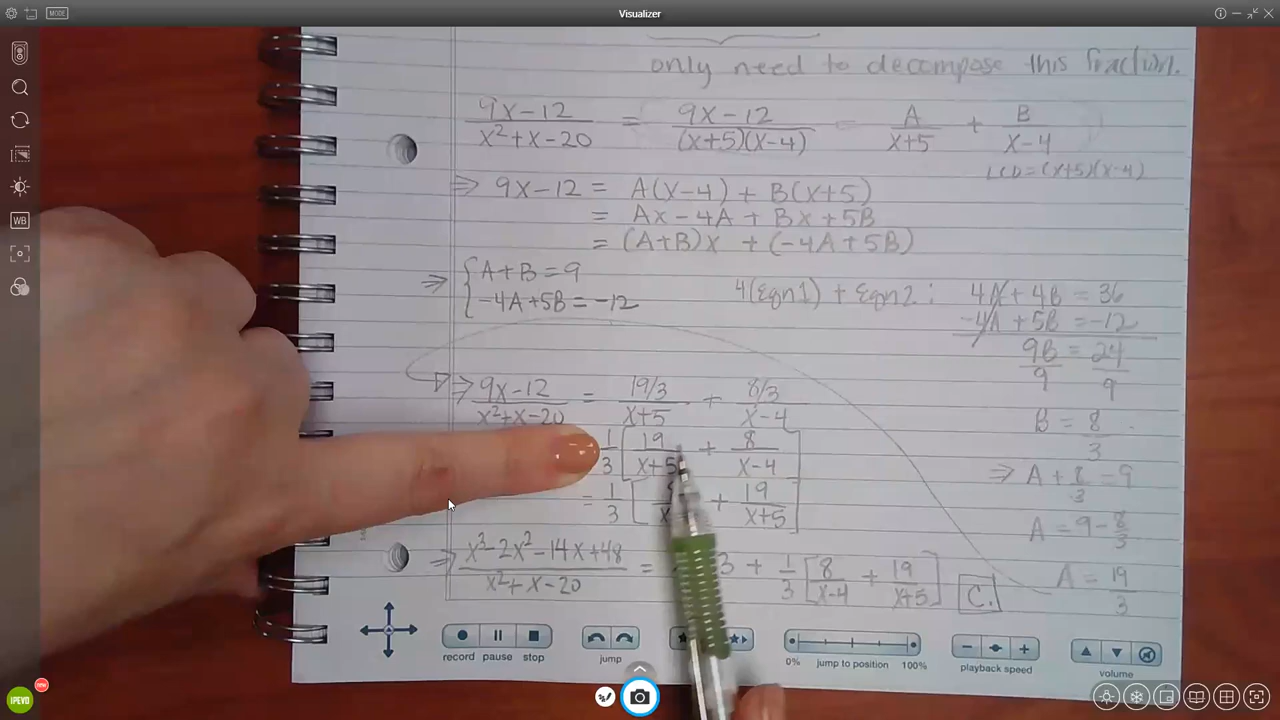 MODE
Visualizer
only need to decompose this fraction.
9x-12 / x²+x-20 = 9x-12 / (x+5)(x-4) = A / x+5 + B / x-4
LCD=(x+5)(x-4)
⇒ 9x-12 = A(x-4) + B(x+5)
= Ax-4A + Bx+5B
= (A+B)x + (-4A+5B)
⇒ { A+B=9
-4A+5B=-12
4(Eqn1) + Eqn2: 4A+4B=36
-4A+5B=-12
9B/9 = 24/9
B = 8/3
⇒ A+8/3=9
A=9-8/3
A = 19/3
⇒ 9x-12 / x²+x-20 = 19/3 / x+5 + 8/3 / x-4
1/3 [ 19 / x+5 + 8 / x-4 ]
= 1/3 [ + 19 / x+5 ]
⇒ x³-2x²-14x+48 / x²+x-20 = 3 + 1/3 [ 8 / x-4 + 19 / x+5 ] C.
record pause stop jump 0% jump to position 100% playback speed volume
WB
IPEVO
new